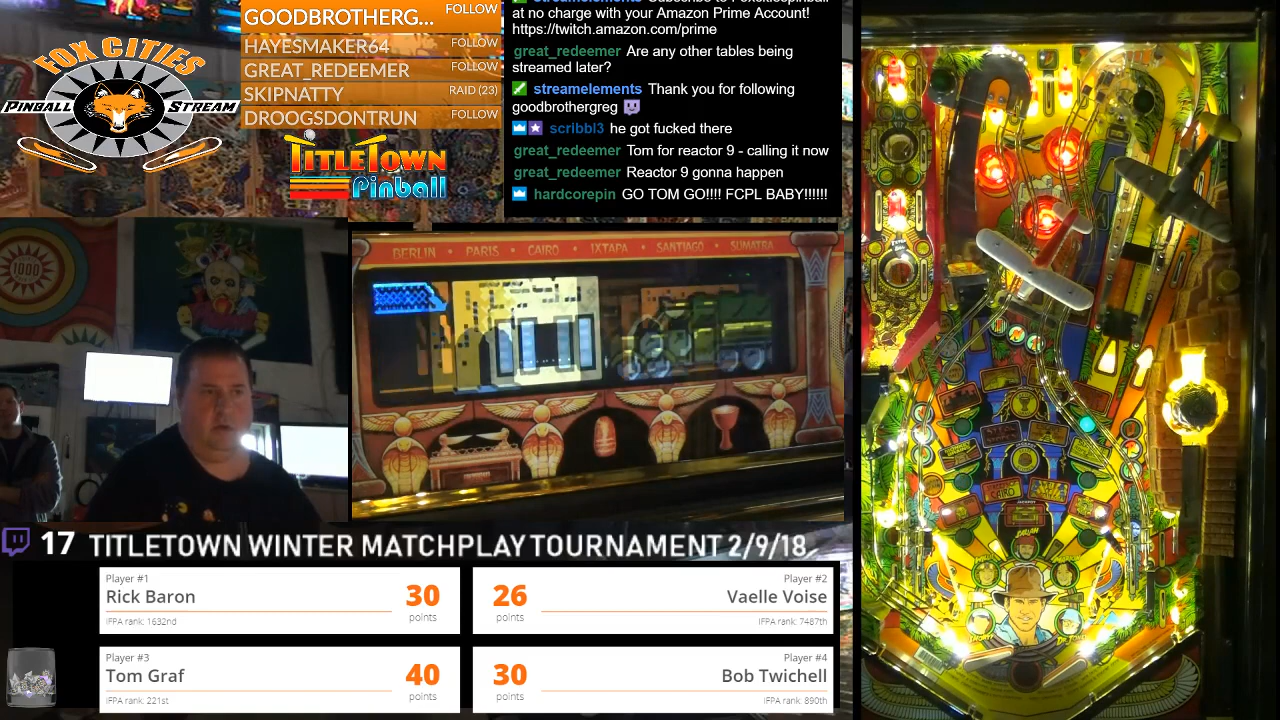 FOX CITIES
PINBALL STREAM
GOODBROTHERG... FOLLOW
HAYESMAKER64 FOLLOW
GREAT_REDEEMER FOLLOW
SKIPNATTY RAID (23)
DROOGSDONTRUN FOLLOW
TITLETOWN
Pinball
at no charge with your Amazon Prime Account!
https://twitch.amazon.com/prime
great_redeemer Are any other tables being
streamed later?
streamelements Thank you for following
goodbrothergreg
scribbl3 he got fucked there
great_redeemer Tom for reactor 9 - calling it now
great_redeemer Reactor 9 gonna happen
hardcorepin GO TOM GO!!!! FCPL BABY!!!!!!
1000
BERLIN • PARIS • CAIRO • IXTAPA • SANTIAGO • SUMATRA
CAIRO
17 TITLETOWN WINTER MATCHPLAY TOURNAMENT 2/9/18
Player #1
Rick Baron
IFPA rank: 1632nd
30
points
26
points
Player #2
Vaelle Voise
IFPA rank: 7487th
Player #3
Tom Graf
IFPA rank: 221st
40
points
30
points
Player #4
Bob Twichell
IFPA rank: 890th